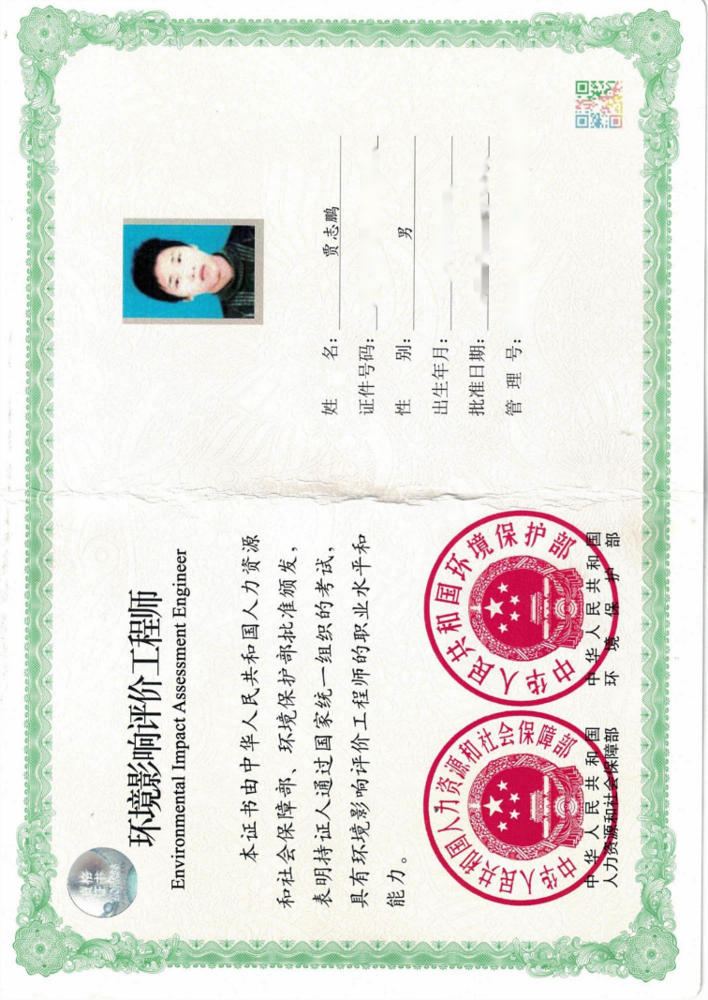 环境影响评价工程师
Environmental Impact Assessment Engineer
本证书由中华人民共和国人力资源
和社会保障部、环境保护部批准颁发，
表明持证人通过国家统一组织的考试，
具有环境影响评价工程师的职业水平和
能力。
中华人民共和国人力资源和社会保障部
中华人民共和国
人力资源和社会保障部
中华人民共和国环境保护部
中华人民共和国
环境保护部
姓名：贾志鹏
证件号码：
性别：男
出生年月：
批准日期：
管理号：